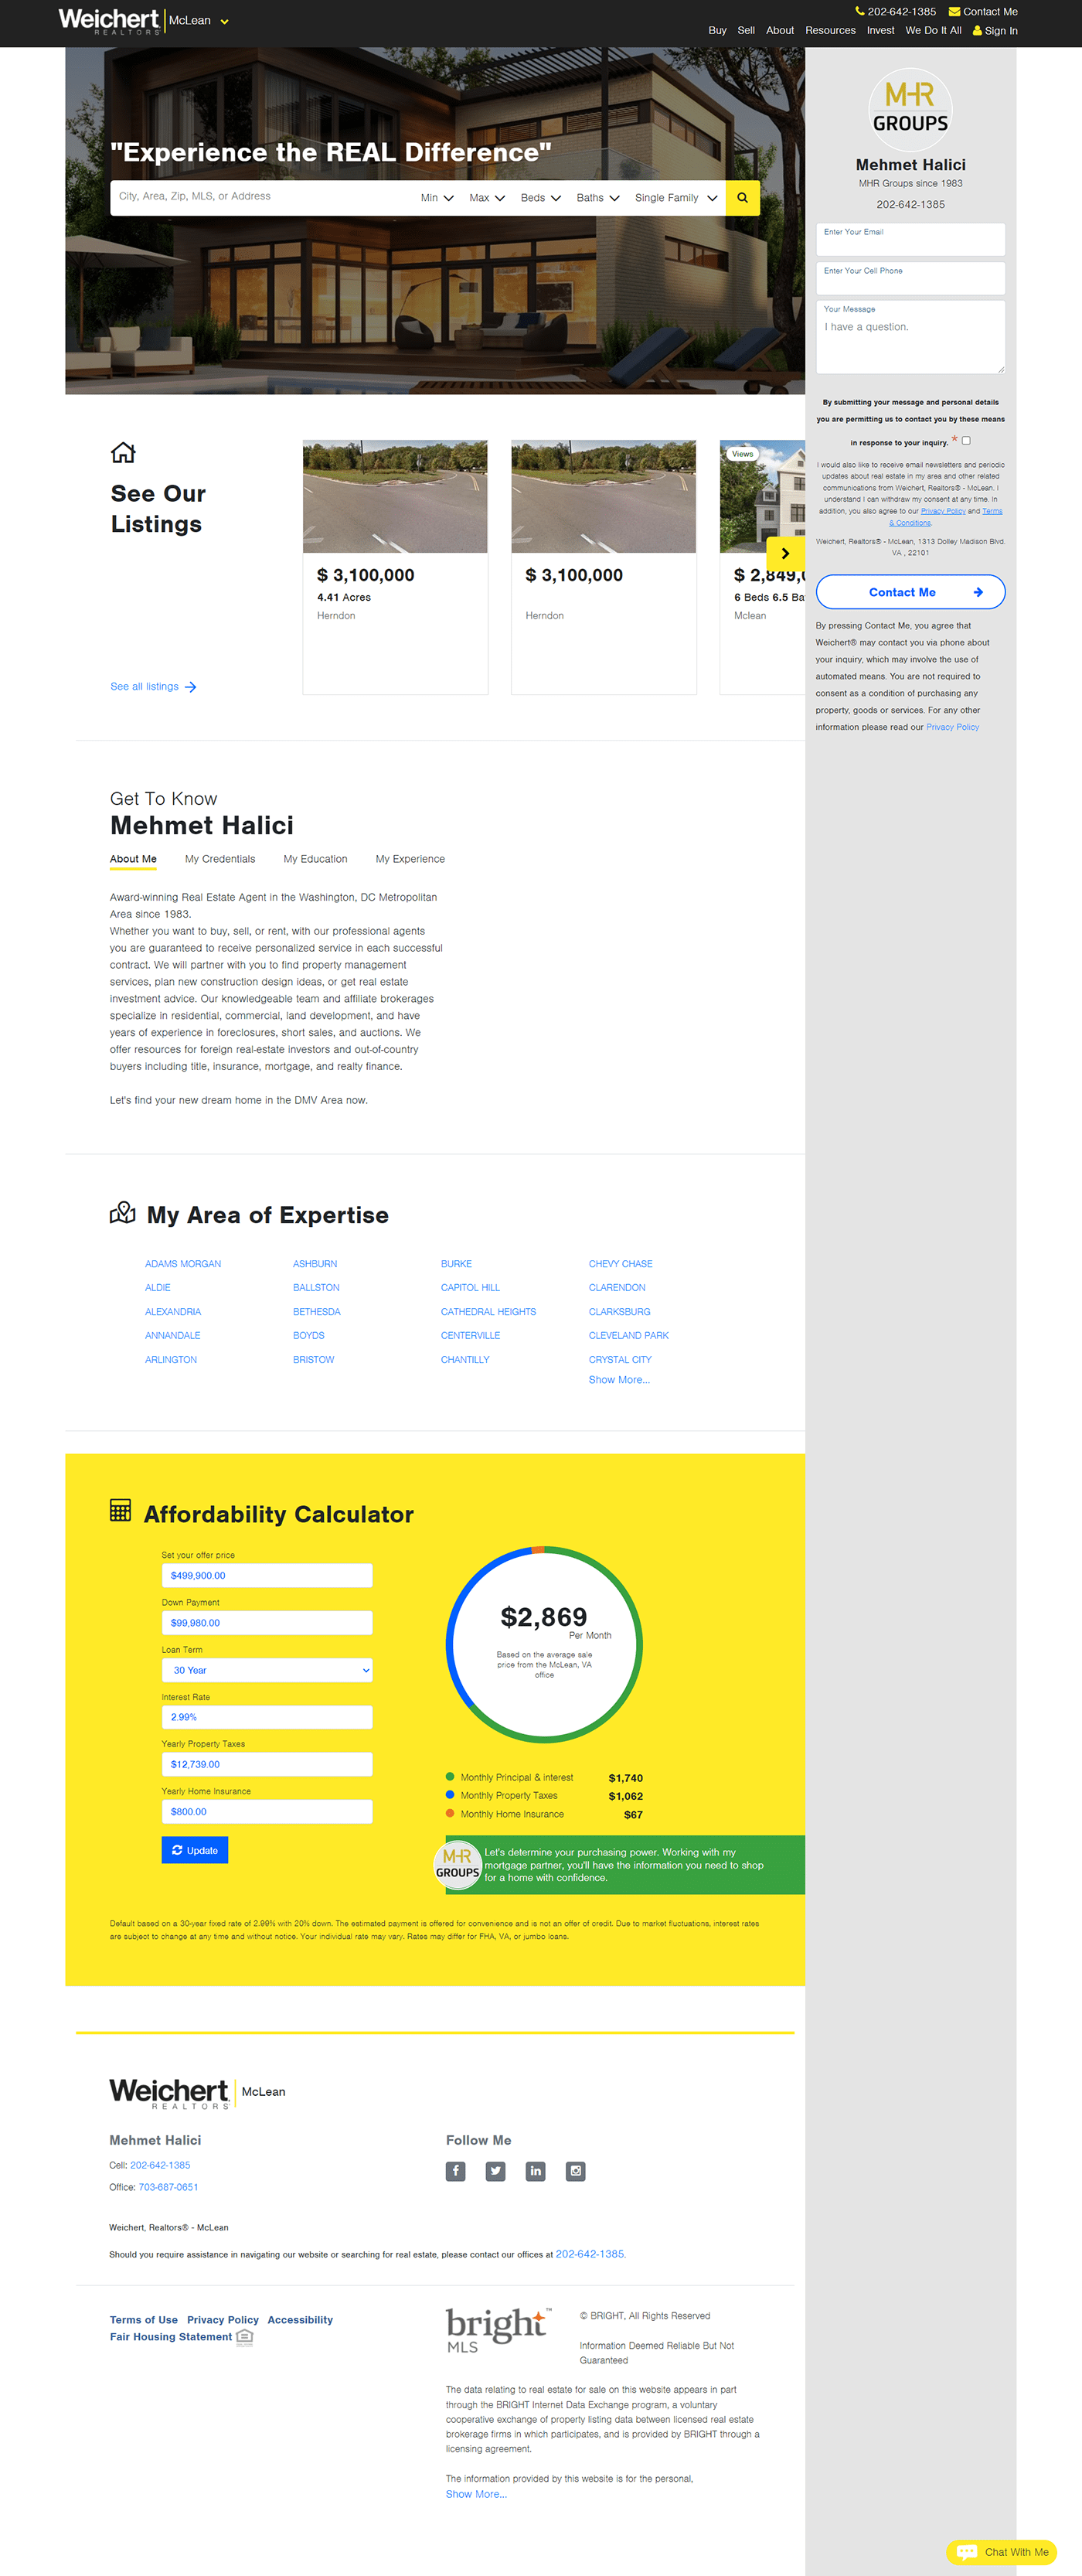 Weichert
REALTORS
McLean
202-642-1385 Contact Me
Buy Sell About Resources Invest We Do It All Sign In
"Experience the REAL Difference"
City, Area, Zip, MLS, or Address Min Max Beds Baths Single Family
MHR
GROUPS
Mehmet Halici
MHR Groups since 1983
202-642-1385
Enter Your Email
Enter Your Cell Phone
Your Message
I have a question.
By submitting your message and personal details
you are permitting us to contact you by these means
in response to your inquiry. *
I would also like to receive email newsletters and periodic
updates about real estate in my area and other related
communications from Weichert, Realtors® - McLean. I
understand I can withdraw my consent at any time. In
addition, you also agree to our Privacy Policy and Terms
& Conditions.
Weichert, Realtors® - McLean, 1313 Dolley Madison Blvd.
VA , 22101
Contact Me
By pressing Contact Me, you agree that
Weichert® may contact you via phone about
your inquiry, which may involve the use of
automated means. You are not required to
consent as a condition of purchasing any
property, goods or services. For any other
information please read our Privacy Policy
See Our
Listings
See all listings
$ 3,100,000
4.41 Acres
Herndon
$ 3,100,000
Herndon
Views
$ 2,849,0
6 Beds 6.5 Ba
Mclean
Get To Know
Mehmet Halici
About Me My Credentials My Education My Experience
Award-winning Real Estate Agent in the Washington, DC Metropolitan
Area since 1983.
Whether you want to buy, sell, or rent, with our professional agents
you are guaranteed to receive personalized service in each successful
contract. We will partner with you to find property management
services, plan new construction design ideas, or get real estate
investment advice. Our knowledgeable team and affiliate brokerages
specialize in residential, commercial, land development, and have
years of experience in foreclosures, short sales, and auctions. We
offer resources for foreign real-estate investors and out-of-country
buyers including title, insurance, mortgage, and realty finance.
Let's find your new dream home in the DMV Area now.
My Area of Expertise
ADAMS MORGAN ASHBURN BURKE CHEVY CHASE
ALDIE BALLSTON CAPITOL HILL CLARENDON
ALEXANDRIA BETHESDA CATHEDRAL HEIGHTS CLARKSBURG
ANNANDALE BOYDS CENTERVILLE CLEVELAND PARK
ARLINGTON BRISTOW CHANTILLY CRYSTAL CITY
Show More...
Affordability Calculator
Set your offer price
$499,900.00
Down Payment
$99,980.00
Loan Term
30 Year
Interest Rate
2.99%
Yearly Property Taxes
$12,739.00
Yearly Home Insurance
$800.00
Update
$2,869
Per Month
Based on the average sale
price from the McLean, VA
office
Monthly Principal & interest $1,740
Monthly Property Taxes $1,062
Monthly Home Insurance $67
MHR
GROUPS
Let's determine your purchasing power. Working with my
mortgage partner, you'll have the information you need to shop
for a home with confidence.
Default based on a 30-year fixed rate of 2.99% with 20% down. The estimated payment is offered for convenience and is not an offer of credit. Due to market fluctuations, interest rates
are subject to change at any time and without notice. Your individual rate may vary. Rates may differ for FHA, VA, or jumbo loans.
Weichert
REALTORS
McLean
Mehmet Halici
Cell: 202-642-1385
Office: 703-687-0651
Follow Me
Weichert, Realtors® - McLean
Should you require assistance in navigating our website or searching for real estate, please contact our offices at 202-642-1385.
Terms of Use Privacy Policy Accessibility
Fair Housing Statement
bright™
MLS
© BRIGHT, All Rights Reserved
Information Deemed Reliable But Not
Guaranteed
The data relating to real estate for sale on this website appears in part
through the BRIGHT Internet Data Exchange program, a voluntary
cooperative exchange of property listing data between licensed real estate
brokerage firms in which participates, and is provided by BRIGHT through a
licensing agreement.
The information provided by this website is for the personal,
Show More...
Chat With Me